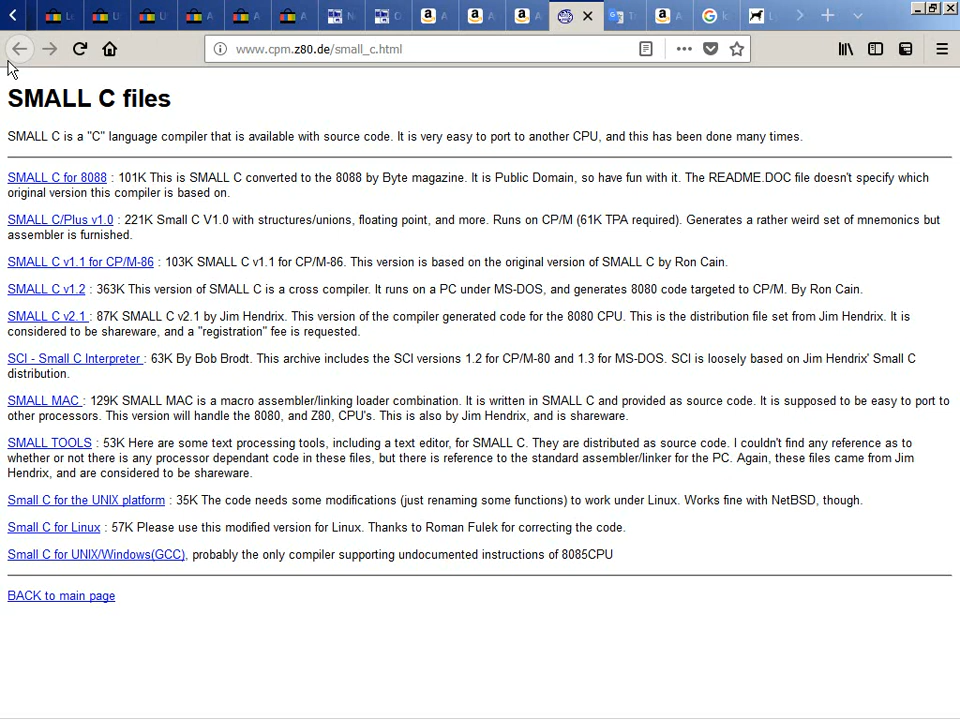 www.cpm.z80.de/small_c.html
SMALL C files
SMALL C is a "C" language compiler that is available with source code. It is very easy to port to another CPU, and this has been done many times.
SMALL C for 8088 : 101K This is SMALL C converted to the 8088 by Byte magazine. It is Public Domain, so have fun with it. The README.DOC file doesn't specify which
original version this compiler is based on.
SMALL C/Plus v1.0 : 221K Small C V1.0 with structures/unions, floating point, and more. Runs on CP/M (61K TPA required). Generates a rather weird set of mnemonics but
assembler is furnished.
SMALL C v1.1 for CP/M-86 : 103K SMALL C v1.1 for CP/M-86. This version is based on the original version of SMALL C by Ron Cain.
SMALL C v1.2 : 363K This version of SMALL C is a cross compiler. It runs on a PC under MS-DOS, and generates 8080 code targeted to CP/M. By Ron Cain.
SMALL C v2.1 : 87K SMALL C v2.1 by Jim Hendrix. This version of the compiler generated code for the 8080 CPU. This is the distribution file set from Jim Hendrix. It is
considered to be shareware, and a "registration" fee is requested.
SCI - Small C Interpreter : 63K By Bob Brodt. This archive includes the SCI versions 1.2 for CP/M-80 and 1.3 for MS-DOS. SCI is loosely based on Jim Hendrix' Small C
distribution.
SMALL MAC : 129K SMALL MAC is a macro assembler/linking loader combination. It is written in SMALL C and provided as source code. It is supposed to be easy to port to
other processors. This version will handle the 8080, and Z80, CPU's. This is also by Jim Hendrix, and is shareware.
SMALL TOOLS : 53K Here are some text processing tools, including a text editor, for SMALL C. They are distributed as source code. I couldn't find any reference as to
whether or not there is any processor dependant code in these files, but there is reference to the standard assembler/linker for the PC. Again, these files came from Jim
Hendrix, and are considered to be shareware.
Small C for the UNIX platform : 35K The code needs some modifications (just renaming some functions) to work under Linux. Works fine with NetBSD, though.
Small C for Linux : 57K Please use this modified version for Linux. Thanks to Roman Fulek for correcting the code.
Small C for UNIX/Windows(GCC), probably the only compiler supporting undocumented instructions of 8085CPU
BACK to main page